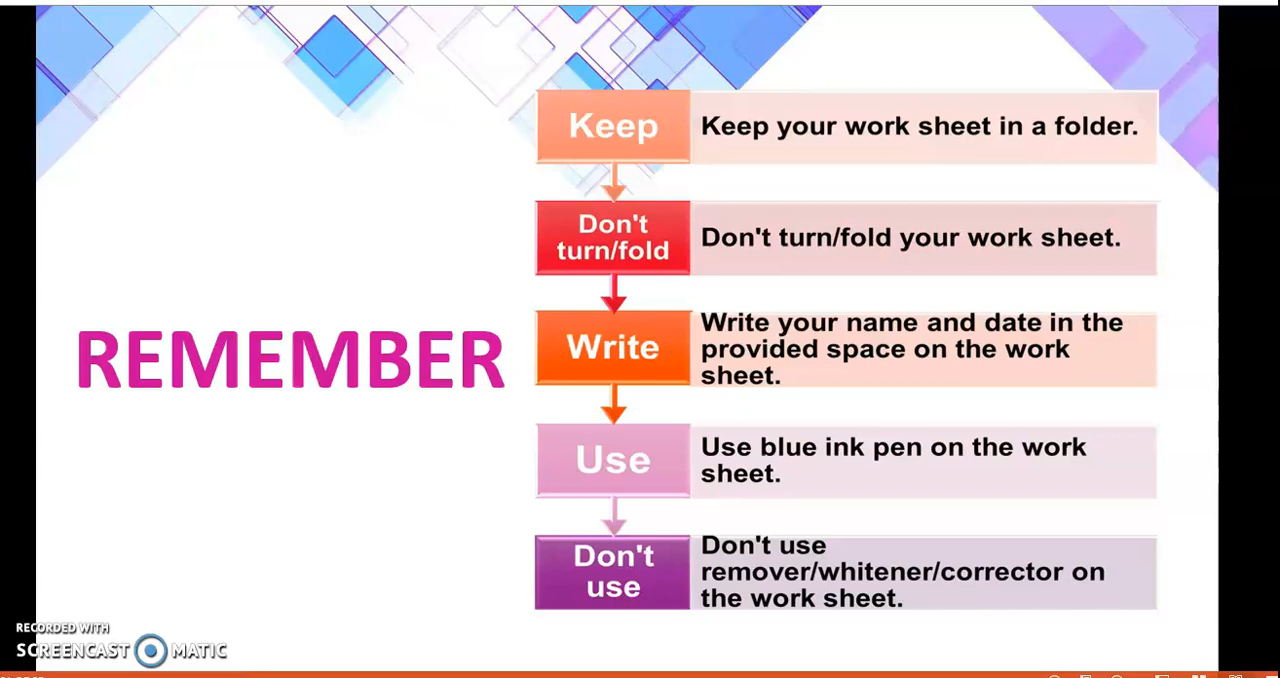 Keep
Keep your work sheet in a folder.
Don't
turn/fold
Don't turn/fold your work sheet.
REMEMBER
Write
Write your name and date in the
provided space on the work
sheet.
Use
Use blue ink pen on the work
sheet.
Don't
use
Don't use
remover/whitener/corrector on
the work sheet.
RECORDED WITH
SCREENCAST MATIC